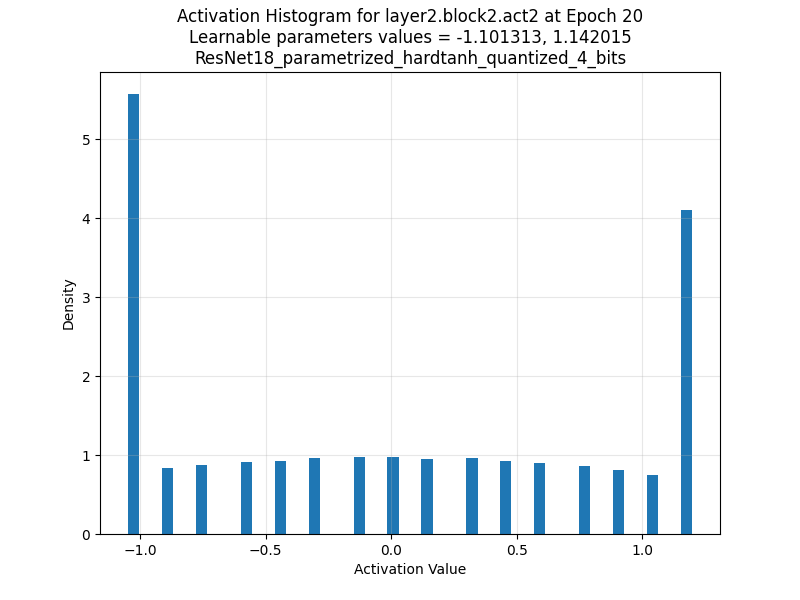 Activation Histogram for layer2.block2.act2 at Epoch 20
Learnable parameters values = -1.101313, 1.142015
ResNet18_parametrized_hardtanh_quantized_4_bits
5
4
3
2
1
0
Density
−1.0
−0.5
0.0
0.5
1.0
Activation Value